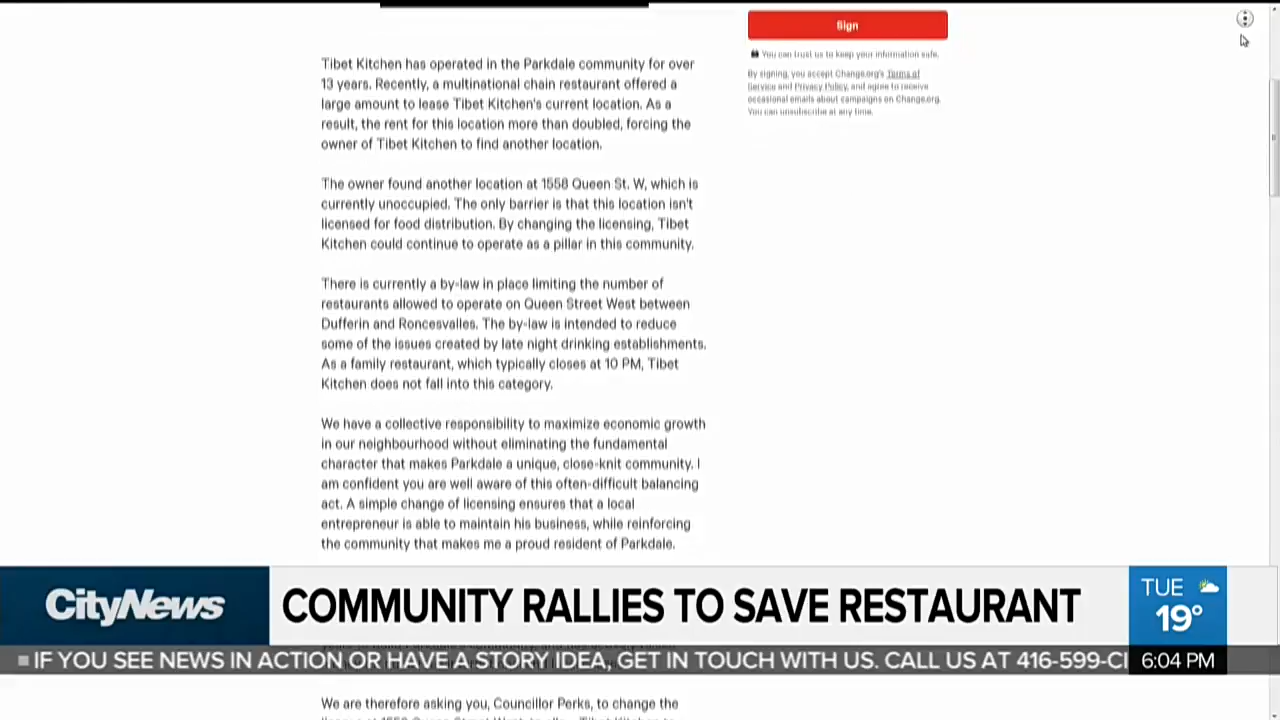 Sign
You can trust us to keep your information safe.
By signing, you accept Change.org's Terms of
Service and Privacy Policy, and agree to receive
occasional emails about campaigns on Change.org.
You can unsubscribe at any time.
Tibet Kitchen has operated in the Parkdale community for over
13 years. Recently, a multinational chain restaurant offered a
large amount to lease Tibet Kitchen's current location. As a
result, the rent for this location more than doubled, forcing the
owner of Tibet Kitchen to find another location.
The owner found another location at 1558 Queen St. W, which is
currently unoccupied. The only barrier is that this location isn't
licensed for food distribution. By changing the licensing, Tibet
Kitchen could continue to operate as a pillar in this community.
There is currently a by-law in place limiting the number of
restaurants allowed to operate on Queen Street West between
Dufferin and Roncesvalles. The by-law is intended to reduce
some of the issues created by late night drinking establishments.
As a family restaurant, which typically closes at 10 PM, Tibet
Kitchen does not fall into this category.
We have a collective responsibility to maximize economic growth
in our neighbourhood without eliminating the fundamental
character that makes Parkdale a unique, close-knit community. I
am confident you are well aware of this often-difficult balancing
act. A simple change of licensing ensures that a local
entrepreneur is able to maintain his business, while reinforcing
the community that makes me a proud resident of Parkdale.
CityNews
COMMUNITY RALLIES TO SAVE RESTAURANT
TUE
19°
IF YOU SEE NEWS IN ACTION OR HAVE A STORY IDEA, GET IN TOUCH WITH US. CALL US AT 416-599-CI
6:04 PM
We are therefore asking you, Councillor Perks, to change the